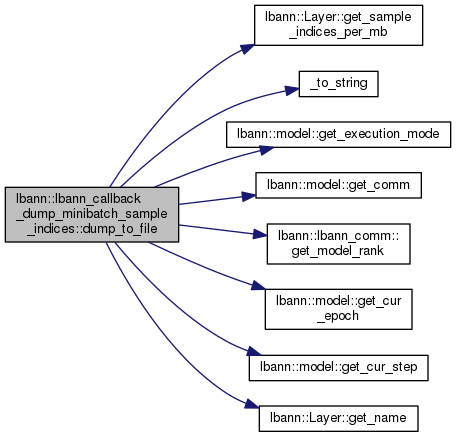 lbann::Layer::get_sample
_indices_per_mb
_to_string
lbann::model::get_execution_mode
lbann::model::get_comm
lbann::lbann_callback
_dump_minibatch_sample
_indices::dump_to_file
lbann::lbann_comm::
get_model_rank
lbann::model::get_cur
_epoch
lbann::model::get_cur_step
lbann::Layer::get_name